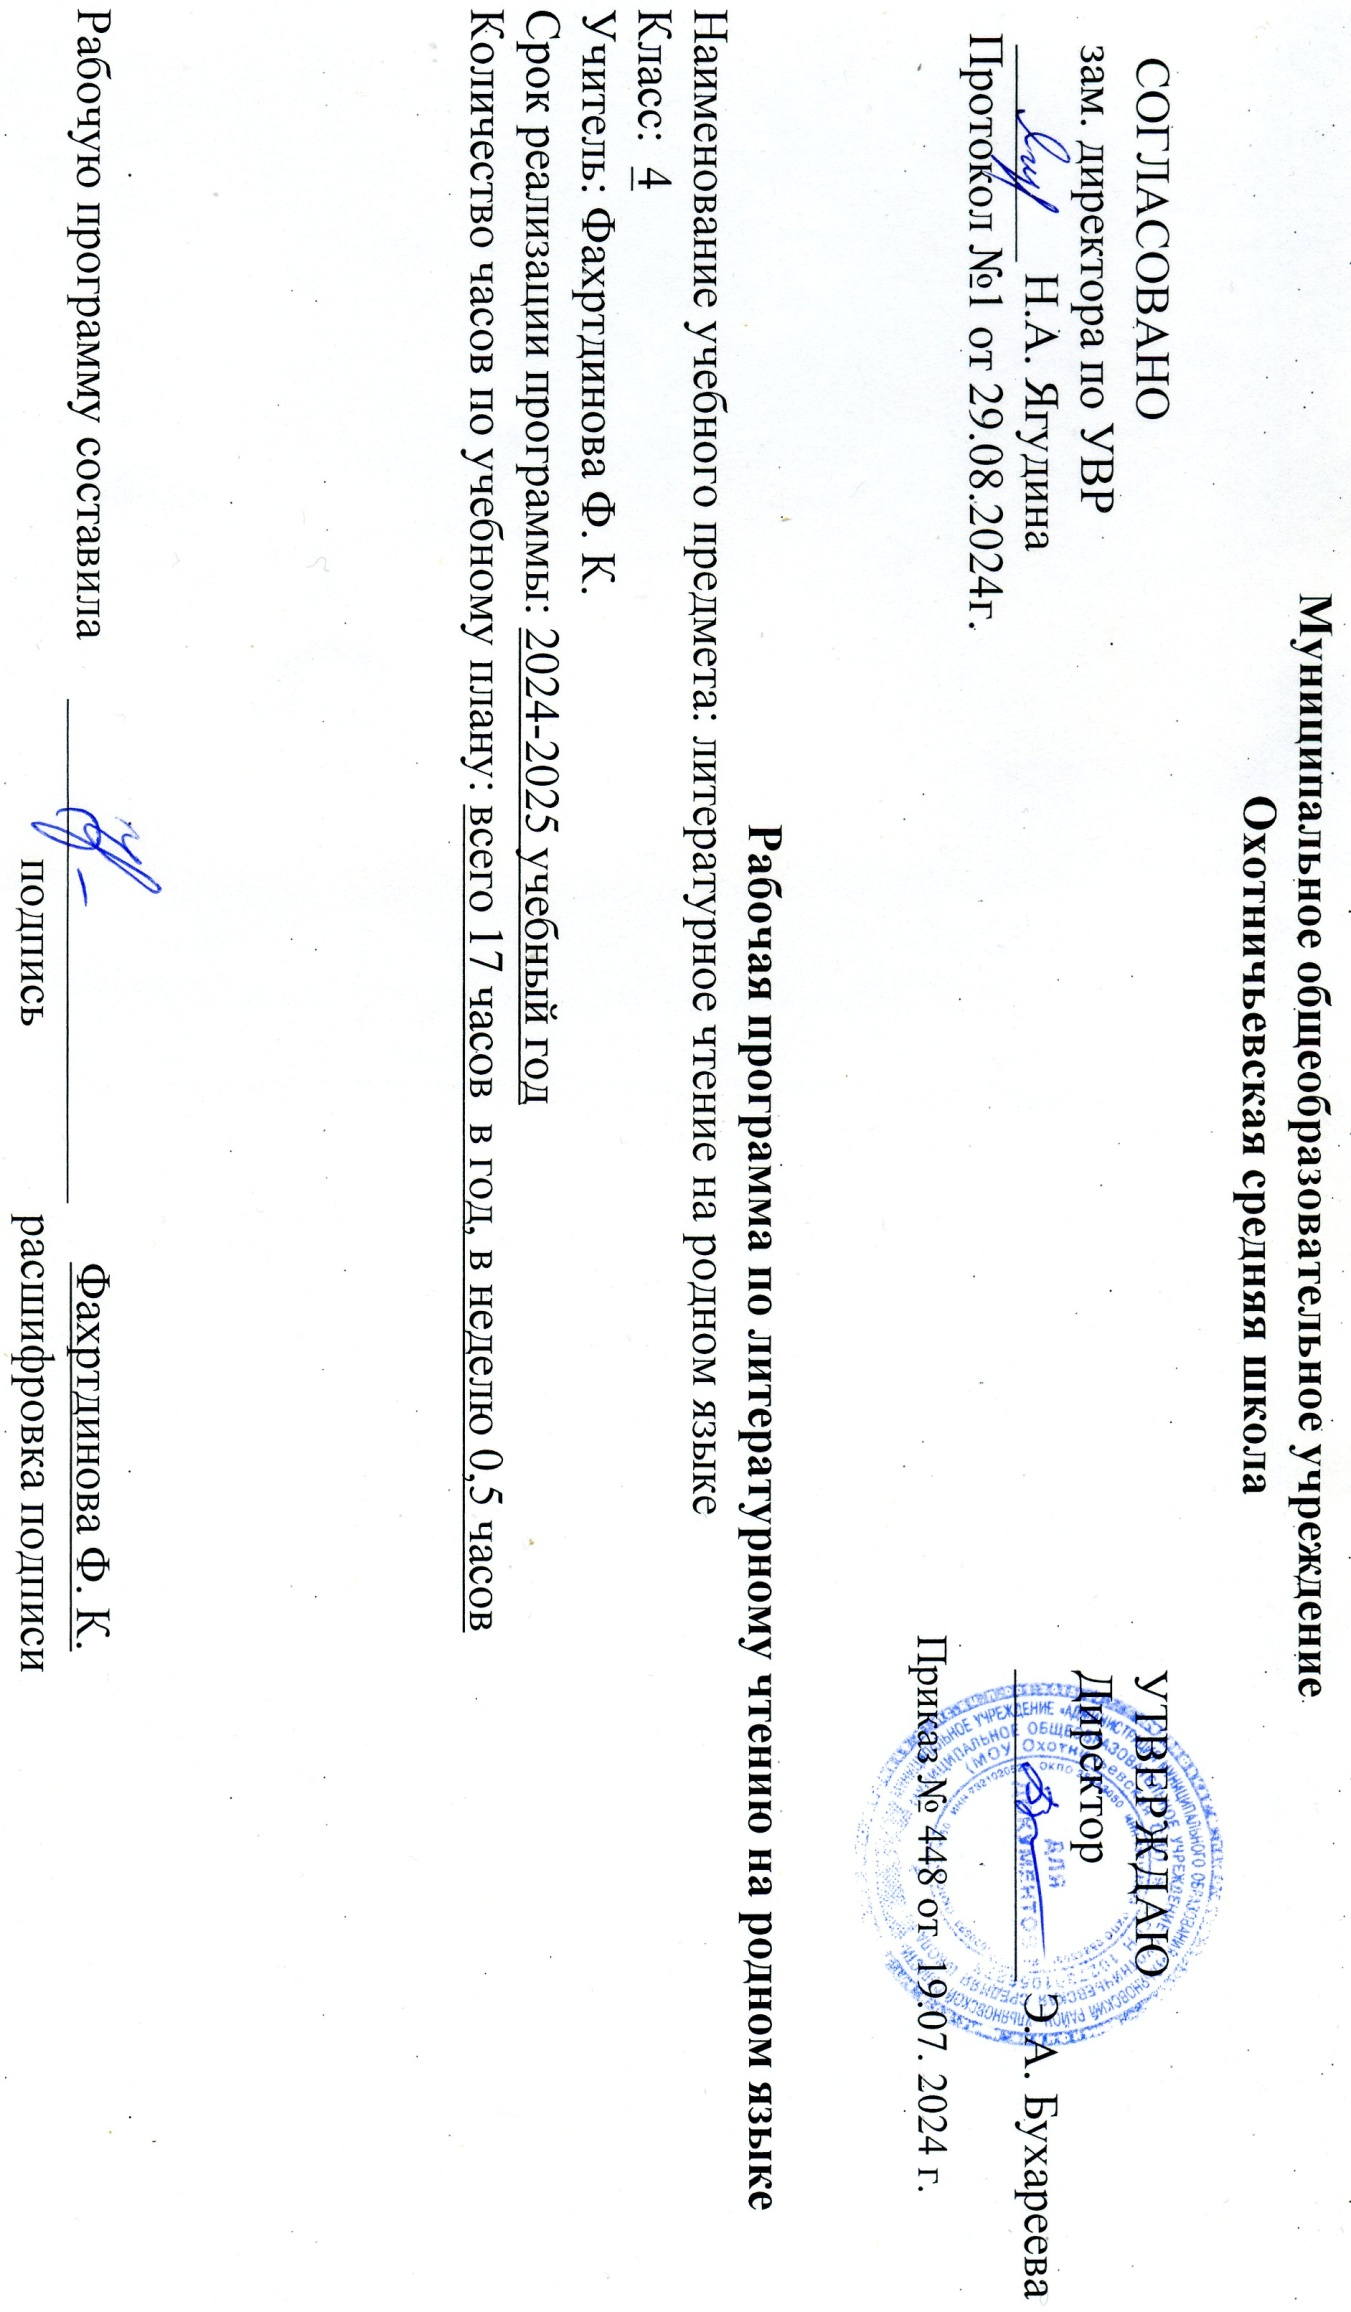 Муниципальное общеобразовательное учреждение
Охотничьевская средняя школа
СОГЛАСОВАНО
зам. директора по УВР
Н.А. Ягудина
Протокол №1 от 29.08.2024г.
УТВЕРЖДАЮ
Директор
Э.А. Бухареева
Приказ № 448 от 19.07. 2024 г.
ДЛЯ
ДОКУМЕНТОВ
Рабочая программа по литературному чтению на родном языке
Наименование учебного предмета: литературное чтение на родном языке
Класс: 4
Учитель: Фахртдинова Ф. К.
Срок реализации программы: 2024-2025 учебный год
Количество часов по учебному плану: всего 17 часов в год, в неделю 0,5 часов
Рабочую программу составила Фахртдинова Ф. К.
подпись расшифровка подписи